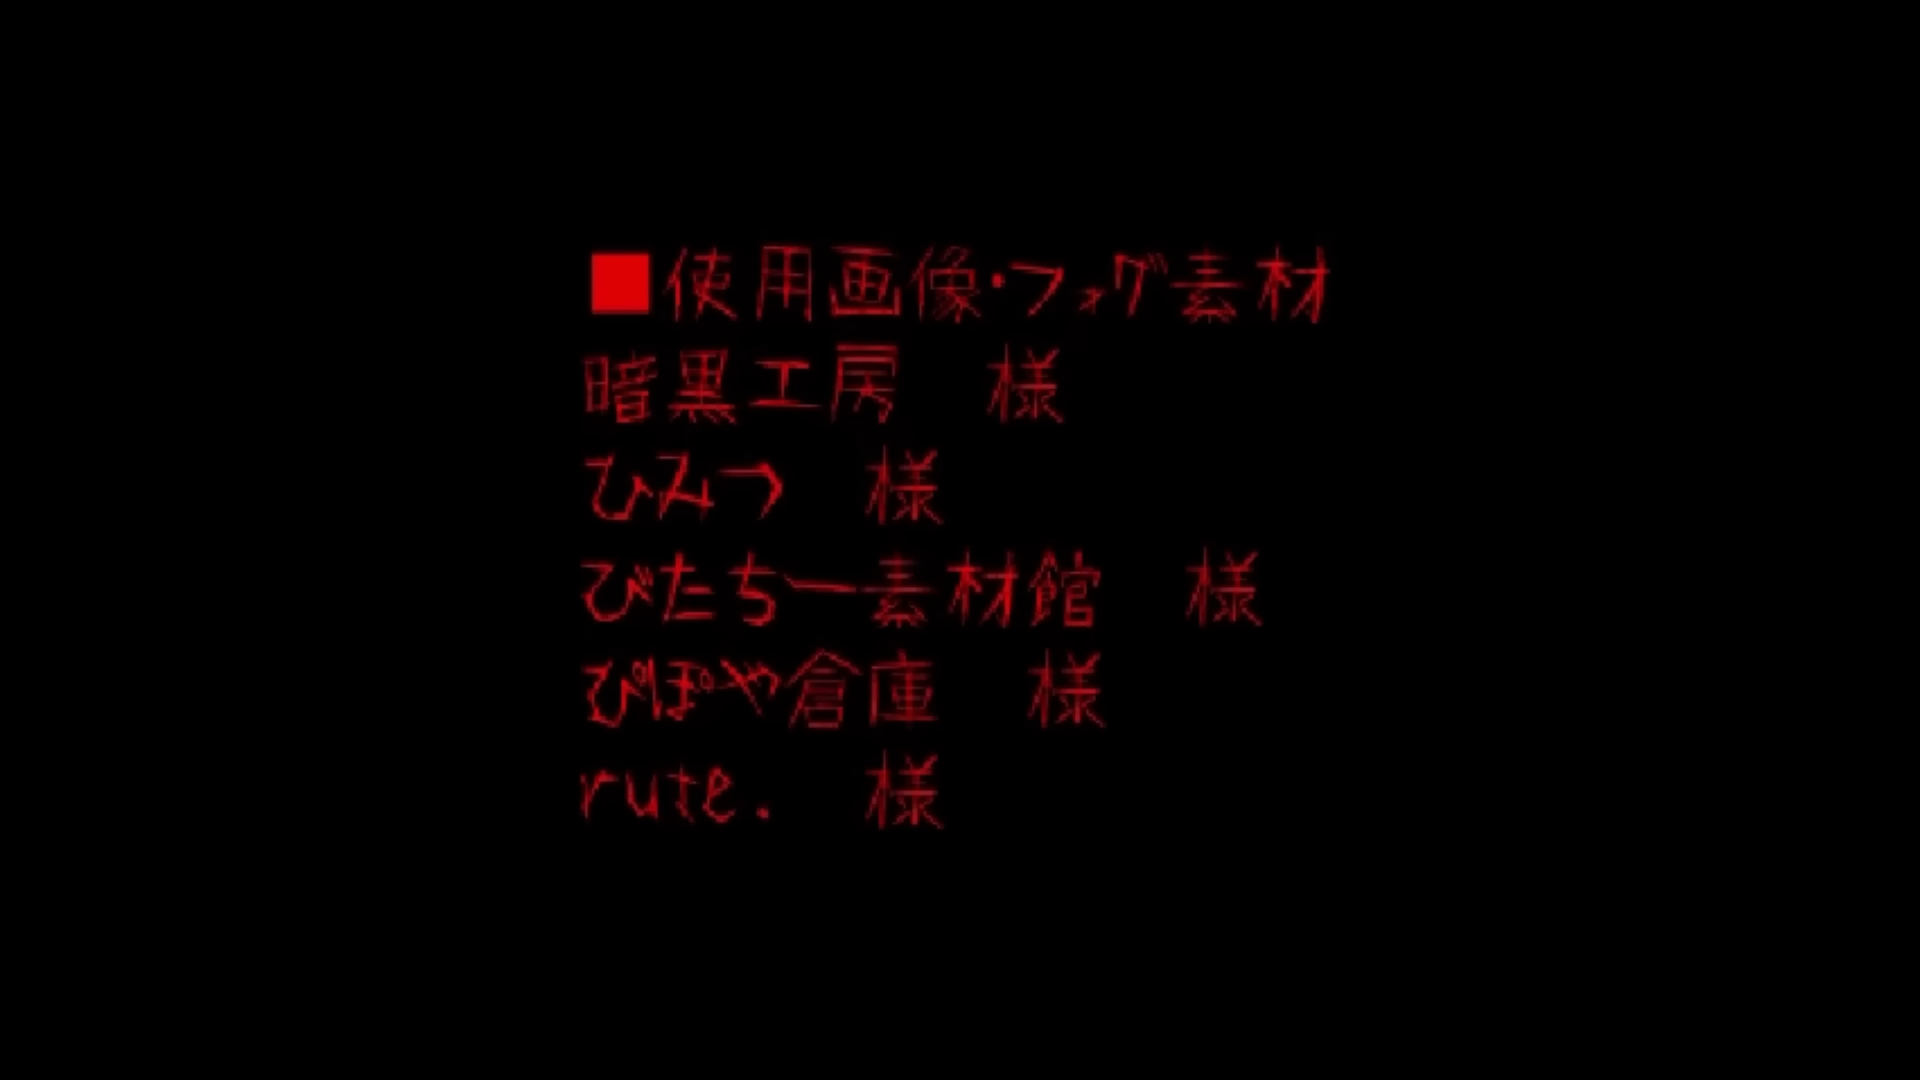 ■使用画像・フォグ素材
暗黒工房　様
ひみつ　様
びたちー素材館　様
ぴぽや倉庫　様
rute.　様